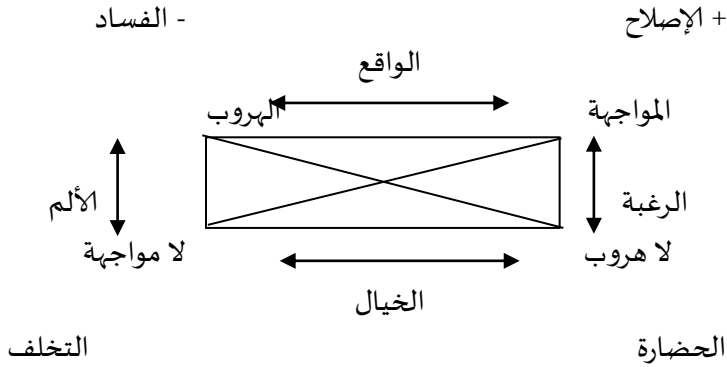 + الإصلاح - الفساد
الواقع
المواجهة الهروب
الرغبة الألم
لا هروب لا مواجهة
الخيال
الحضارة التخلف